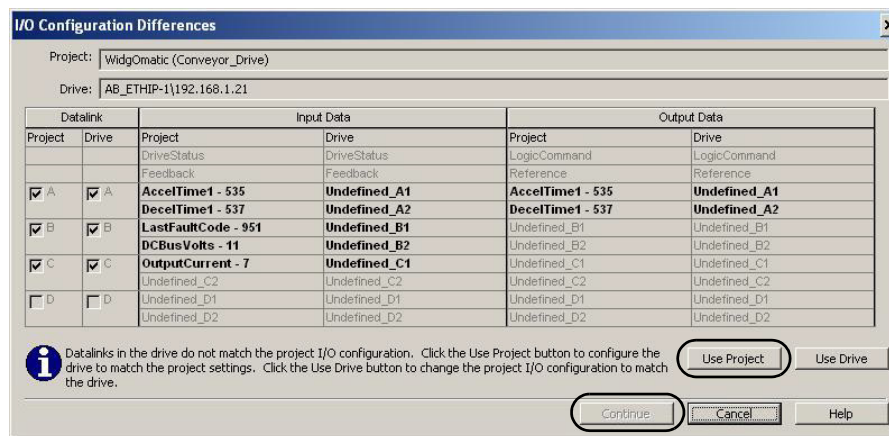 I/O Configuration Differences
Project: WidgOmatic (Conveyor_Drive)
Drive: AB_ETHIP-1\192.168.1.21
Datalink Input Data Output Data
Project Drive Project Drive Project Drive
DriveStatus DriveStatus LogicCommand LogicCommand
Feedback Feedback Reference Reference
A A AccelTime1 - 535 Undefined_A1 AccelTime1 - 535 Undefined_A1
DecelTime1 - 537 Undefined_A2 DecelTime1 - 537 Undefined_A2
B B LastFaultCode - 951 Undefined_B1 Undefined_B1 Undefined_B1
DCBusVolts - 11 Undefined_B2 Undefined_B2 Undefined_B2
C C OutputCurrent - 7 Undefined_C1 Undefined_C1 Undefined_C1
Undefined_C2 Undefined_C2 Undefined_C2 Undefined_C2
D D Undefined_D1 Undefined_D1 Undefined_D1 Undefined_D1
Undefined_D2 Undefined_D2 Undefined_D2 Undefined_D2
Datalinks in the drive do not match the project I/O configuration. Click the Use Project button to configure the
drive to match the project settings. Click the Use Drive button to change the project I/O configuration to match
the drive.
Use Project Use Drive
Continue Cancel Help